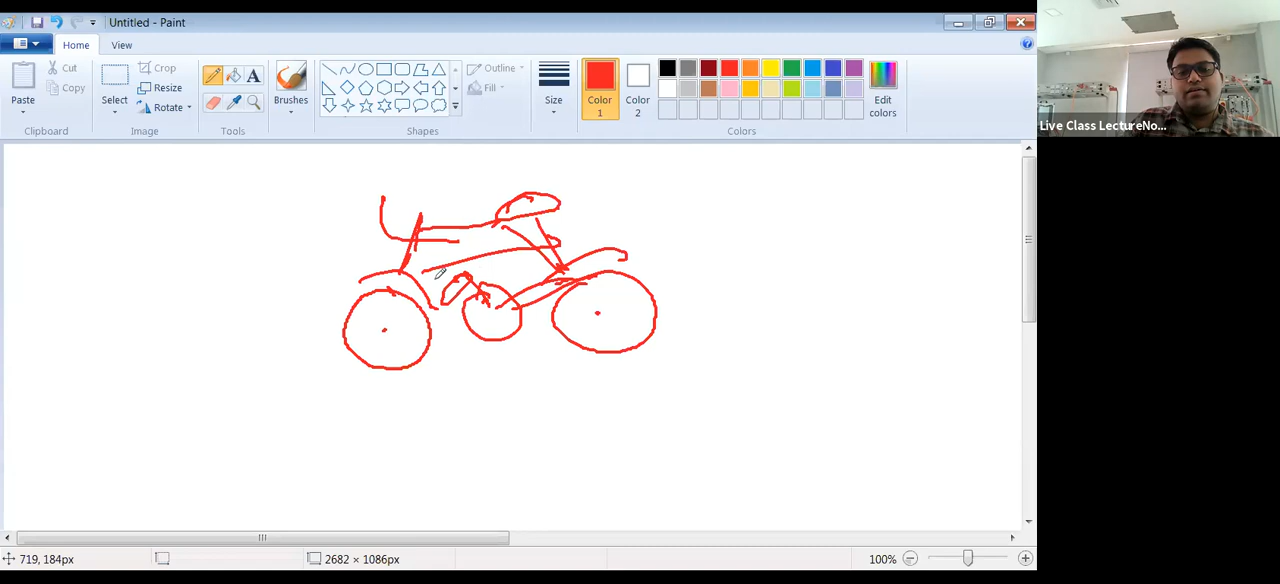 Untitled - Paint
Home View
Paste
Cut
Copy
Clipboard
Select
Crop
Resize
Rotate
Image
A
Tools
Brushes
Shapes
Outline
Fill
Size
Color 1
Color 2
Colors
Edit colors
Live Class LectureNo...
719, 184px
2682 × 1086px
100%